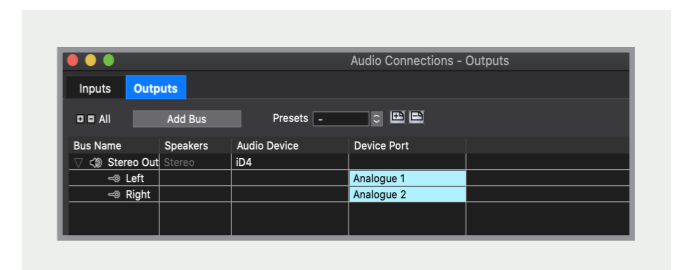 Audio Connections - Outputs
Inputs Outputs
All Add Bus Presets -
Bus Name Speakers Audio Device Device Port
Stereo Out Stereo iD4
Left Analogue 1
Right Analogue 2